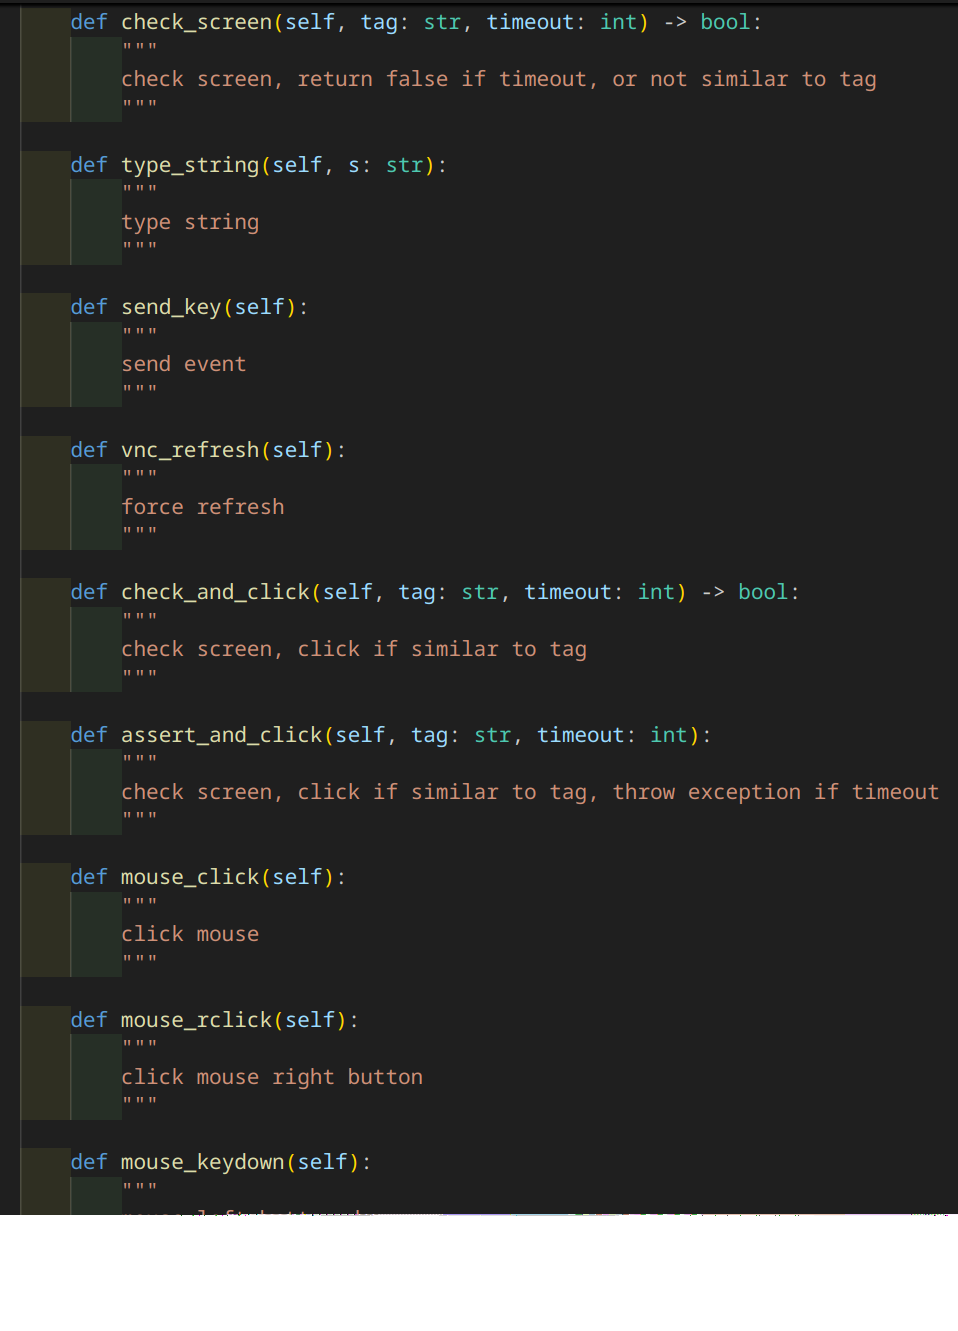 def check_screen(self, tag: str, timeout: int) -> bool:
"""
check screen, return false if timeout, or not similar to tag
"""
def type_string(self, s: str):
"""
type string
"""
def send_key(self):
"""
send event
"""
def vnc_refresh(self):
"""
force refresh
"""
def check_and_click(self, tag: str, timeout: int) -> bool:
"""
check screen, click if similar to tag
"""
def assert_and_click(self, tag: str, timeout: int):
"""
check screen, click if similar to tag, throw exception if timeout
"""
def mouse_click(self):
"""
click mouse
"""
def mouse_rclick(self):
"""
click mouse right button
"""
def mouse_keydown(self):
"""